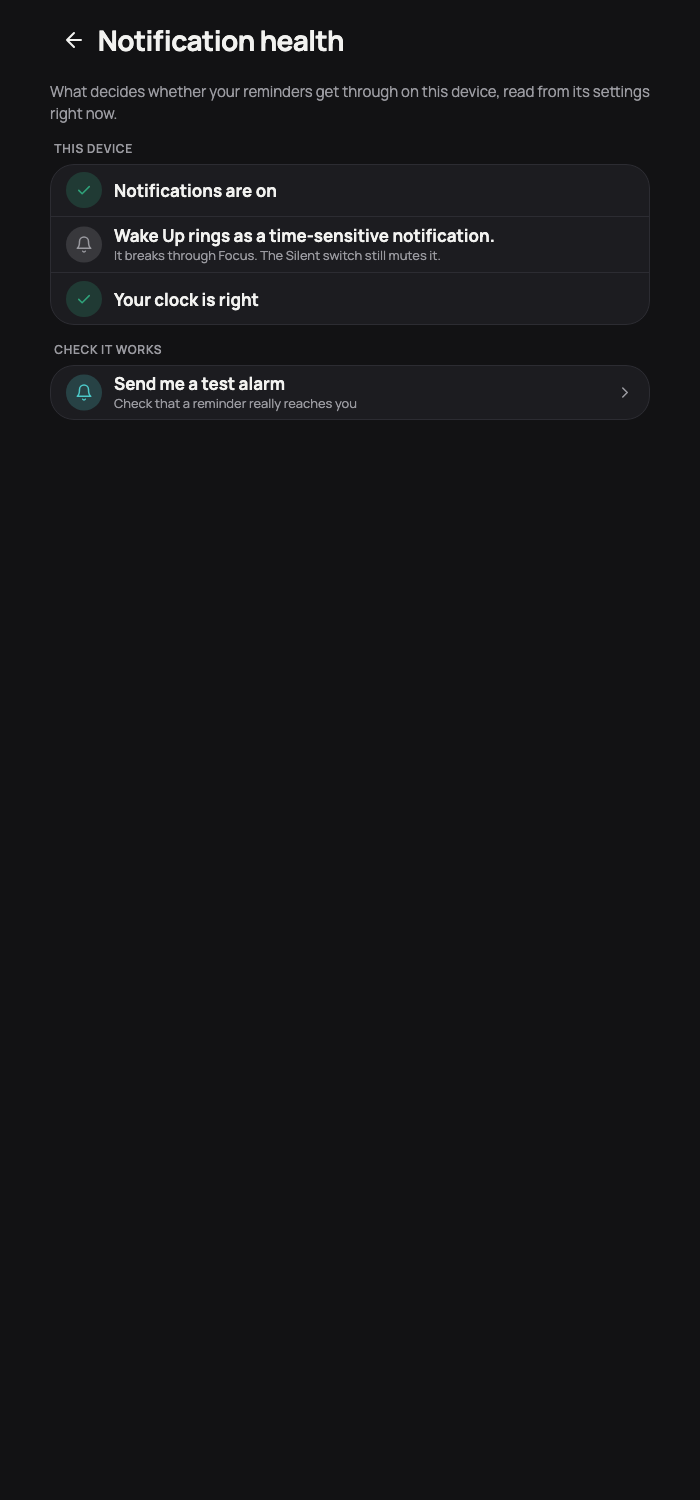 Notification health
What decides whether your reminders get through on this device, read from its settings
right now.
THIS DEVICE
Notifications are on
Wake Up rings as a time-sensitive notification.
It breaks through Focus. The Silent switch still mutes it.
Your clock is right
CHECK IT WORKS
Send me a test alarm
Check that a reminder really reaches you